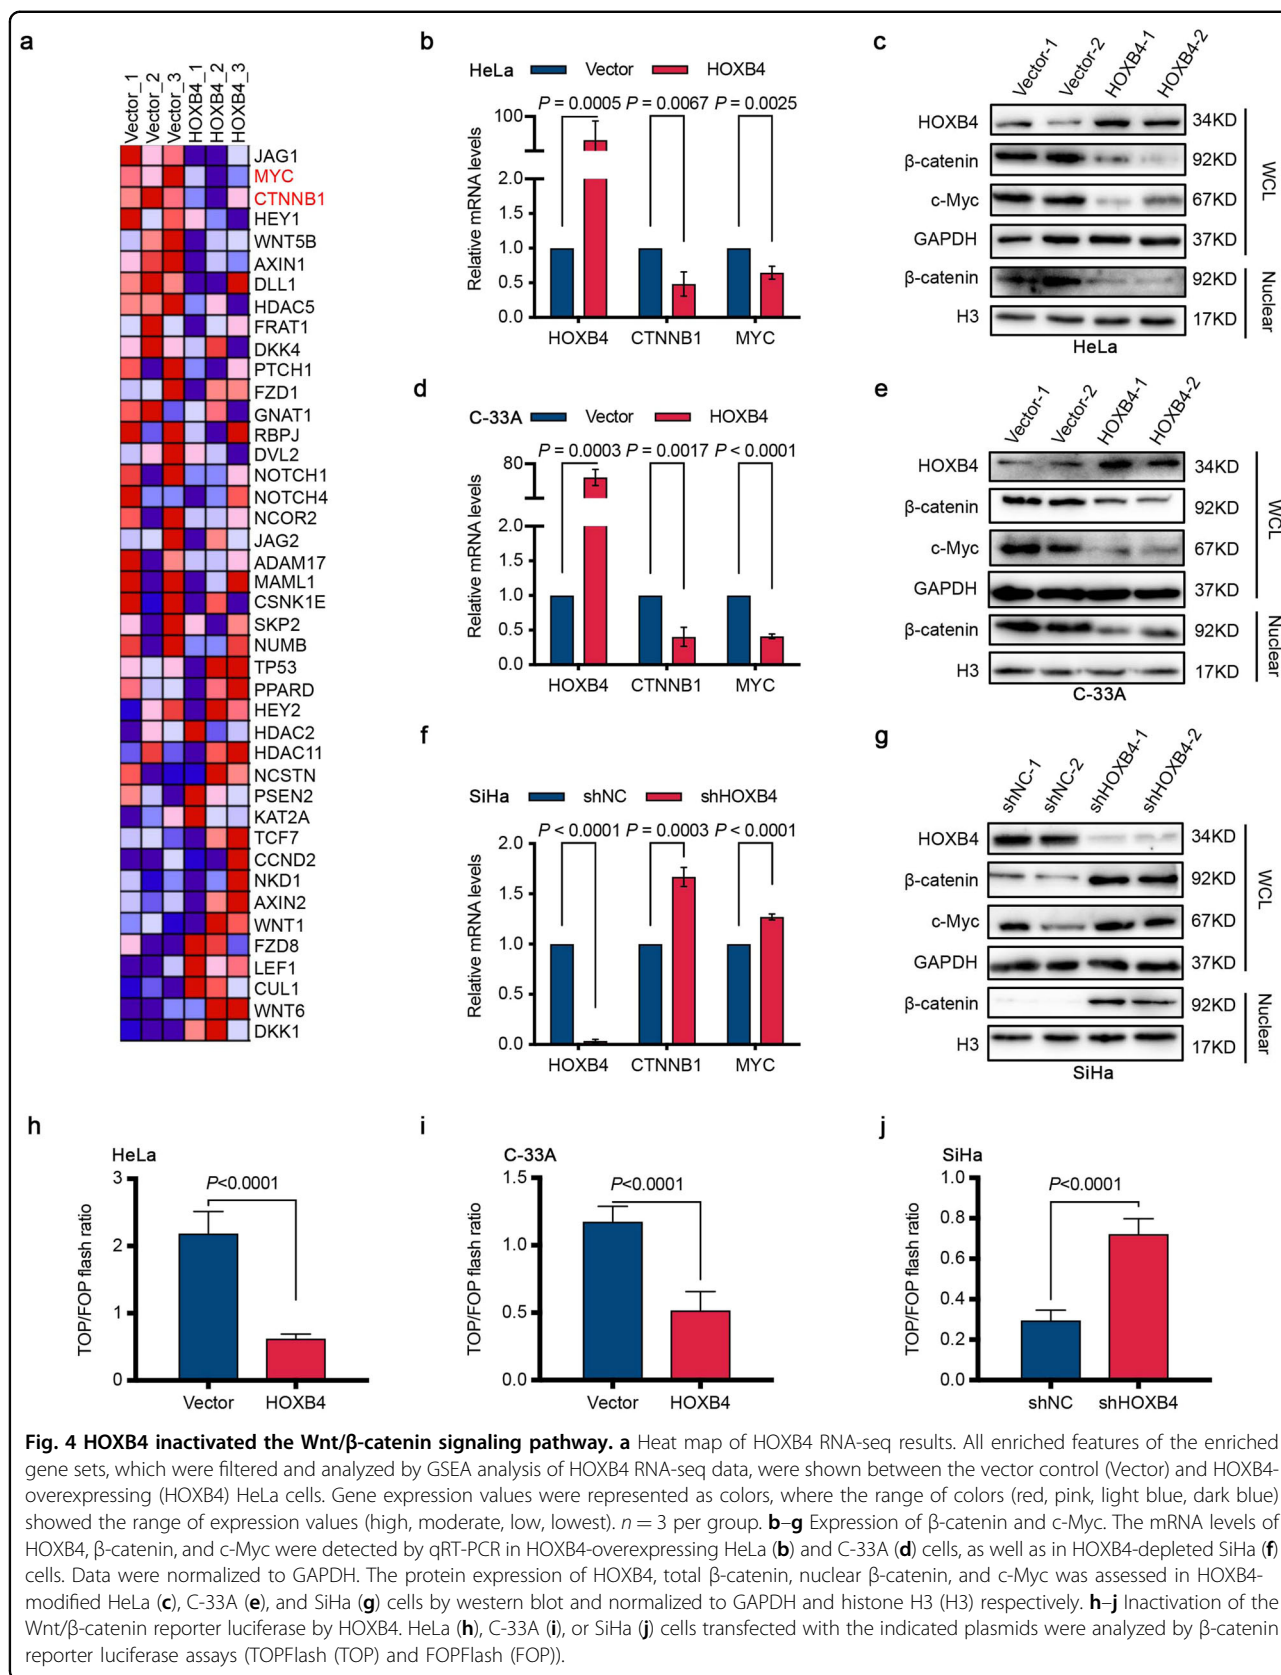 a
Vector_1
Vector_2
Vector_3
HOXB4_1
HOXB4_2
HOXB4_3
JAG1
MYC
CTNNB1
HEY1
WNT5B
AXIN1
DLL1
HDAC5
FRAT1
DKK4
PTCH1
FZD1
GNAT1
RBPJ
DVL2
NOTCH1
NOTCH4
NCOR2
JAG2
ADAM17
MAML1
CSNK1E
SKP2
NUMB
TP53
PPARD
HEY2
HDAC2
HDAC11
NCSTN
PSEN2
KAT2A
TCF7
CCND2
NKD1
AXIN2
WNT1
FZD8
LEF1
CUL1
WNT6
DKK1
b
HeLa Vector HOXB4
P = 0.0005 P = 0.0067 P = 0.0025
Relative mRNA levels
100
2.0
1.0
0.5
0.0
HOXB4 CTNNB1 MYC
c
Vector-1 Vector-2 HOXB4-1 HOXB4-2
HOXB4 34KD
β-catenin 92KD
c-Myc 67KD
GAPDH 37KD
WCL
β-catenin 92KD
H3 17KD
Nuclear
HeLa
d
C-33A Vector HOXB4
P = 0.0003 P = 0.0017 P < 0.0001
Relative mRNA levels
80
2.0
1.0
0.5
0.0
HOXB4 CTNNB1 MYC
e
Vector-1 Vector-2 HOXB4-1 HOXB4-2
HOXB4 34KD
β-catenin 92KD
c-Myc 67KD
GAPDH 37KD
WCL
β-catenin 92KD
H3 17KD
Nuclear
C-33A
f
SiHa shNC shHOXB4
P < 0.0001 P = 0.0003 P < 0.0001
Relative mRNA levels
2.0
1.5
1.0
0.5
0.0
HOXB4 CTNNB1 MYC
g
shNC-1 shNC-2 shHOXB4-1 shHOXB4-2
HOXB4 34KD
β-catenin 92KD
c-Myc 67KD
GAPDH 37KD
WCL
β-catenin 92KD
H3 17KD
Nuclear
SiHa
h
HeLa
P<0.0001
TOP/FOP flash ratio
3
2
1
0
Vector HOXB4
i
C-33A
P<0.0001
TOP/FOP flash ratio
1.5
1.0
0.5
0.0
Vector HOXB4
j
SiHa
P<0.0001
TOP/FOP flash ratio
1.0
0.8
0.6
0.4
0.2
0.0
shNC shHOXB4
Fig. 4 HOXB4 inactivated the Wnt/β-catenin signaling pathway. a Heat map of HOXB4 RNA-seq results. All enriched features of the enriched
gene sets, which were filtered and analyzed by GSEA analysis of HOXB4 RNA-seq data, were shown between the vector control (Vector) and HOXB4-
overexpressing (HOXB4) HeLa cells. Gene expression values were represented as colors, where the range of colors (red, pink, light blue, dark blue)
showed the range of expression values (high, moderate, low, lowest). n = 3 per group. b–g Expression of β-catenin and c-Myc. The mRNA levels of
HOXB4, β-catenin, and c-Myc were detected by qRT-PCR in HOXB4-overexpressing HeLa (b) and C-33A (d) cells, as well as in HOXB4-depleted SiHa (f)
cells. Data were normalized to GAPDH. The protein expression of HOXB4, total β-catenin, nuclear β-catenin, and c-Myc was assessed in HOXB4-
modified HeLa (c), C-33A (e), and SiHa (g) cells by western blot and normalized to GAPDH and histone H3 (H3) respectively. h–j Inactivation of the
Wnt/β-catenin reporter luciferase by HOXB4. HeLa (h), C-33A (i), or SiHa (j) cells transfected with the indicated plasmids were analyzed by β-catenin
reporter luciferase assays (TOPFlash (TOP) and FOPFlash (FOP)).